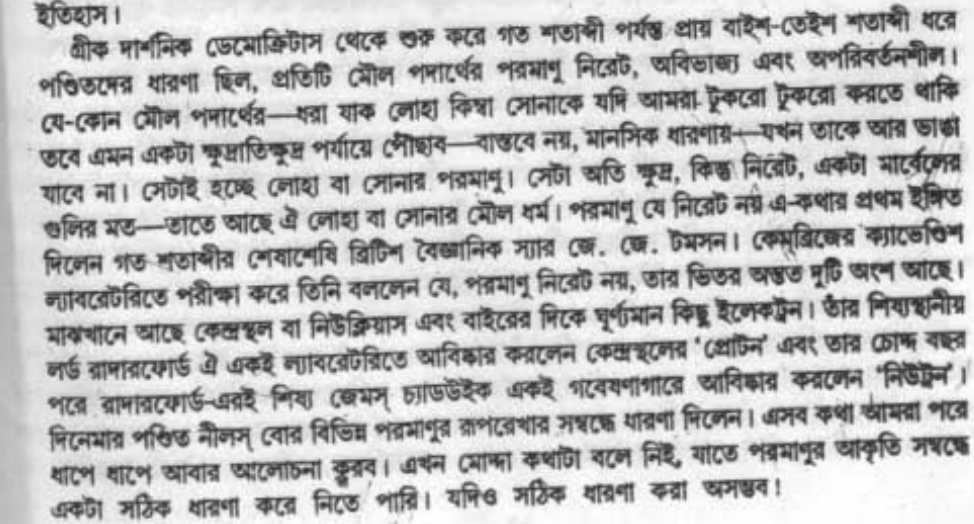 ইতিহাস।
গ্রীক দার্শনিক ডেমোক্রিটাস থেকে শুরু করে গত শতাব্দী পর্যন্ত প্রায় বাইশ-তেইশ শতাব্দী ধরে
পণ্ডিতদের ধারণা ছিল, প্রতিটি মৌল পদার্থের পরমাণু নিরেট, অবিভাজ্য এবং অপরিবর্তনশীল।
যে-কোন মৌল পদার্থের—ধরা যাক লোহা কিম্বা সোনাকে যদি আমরা টুকরো টুকরো করতে থাকি
তবে এমন একটা ক্ষুদ্রাতিক্ষুদ্র পর্যায়ে পৌঁছাব—বাস্তবে নয়, মানসিক ধারণায়—যখন তাকে আর ভাঙা
যাবে না। সেটাই হচ্ছে লোহা বা সোনার পরমাণু। সেটা অতি ক্ষুদ্র, কিন্তু নিরেট, একটা মার্বেলের
গুলির মত—তাতে আছে ঐ লোহা বা সোনার মৌল ধর্ম। পরমাণু যে নিরেট নয় এ-কথার প্রথম ইঙ্গিত
দিলেন গত শতাব্দীর শেষাশেষি ব্রিটিশ বৈজ্ঞানিক স্যার জে. জে. টমসন। কেম্ব্রিজের ক্যাভেণ্ডিশ
ল্যাবরেটরিতে পরীক্ষা করে তিনি বললেন যে, পরমাণু নিরেট নয়, তার ভিতর অন্তত দুটি অংশ আছে।
মাঝখানে আছে কেন্দ্রস্থল বা নিউক্লিয়াস এবং বাইরের দিকে ঘূর্ণ্যমান কিছু ইলেকট্রন। তাঁর শিষ্যস্থানীয়
লর্ড রাদারফোর্ড ঐ একই ল্যাবরেটরিতে আবিষ্কার করলেন কেন্দ্রস্থলের ‘প্রোটন’ এবং তার চোদ্দ বছর
পরে রাদারফোর্ড-এরই শিষ্য জেমস্ চ্যাডউইক একই গবেষণাগারে আবিষ্কার করলেন ‘নিউট্রন’।
দিনেমার পণ্ডিত নীলস্ বোর বিভিন্ন পরমাণুর রূপরেখার সম্বন্ধে ধারণা দিলেন। এসব কথা আমরা পরে
ধাপে ধাপে আবার আলোচনা করব। এখন মোদ্দা কথাটা বলে নিই, যাতে পরমাণুর আকৃতি সম্বন্ধে
একটা সঠিক ধারণা করে নিতে পারি। যদিও সঠিক ধারণা করা অসম্ভব!